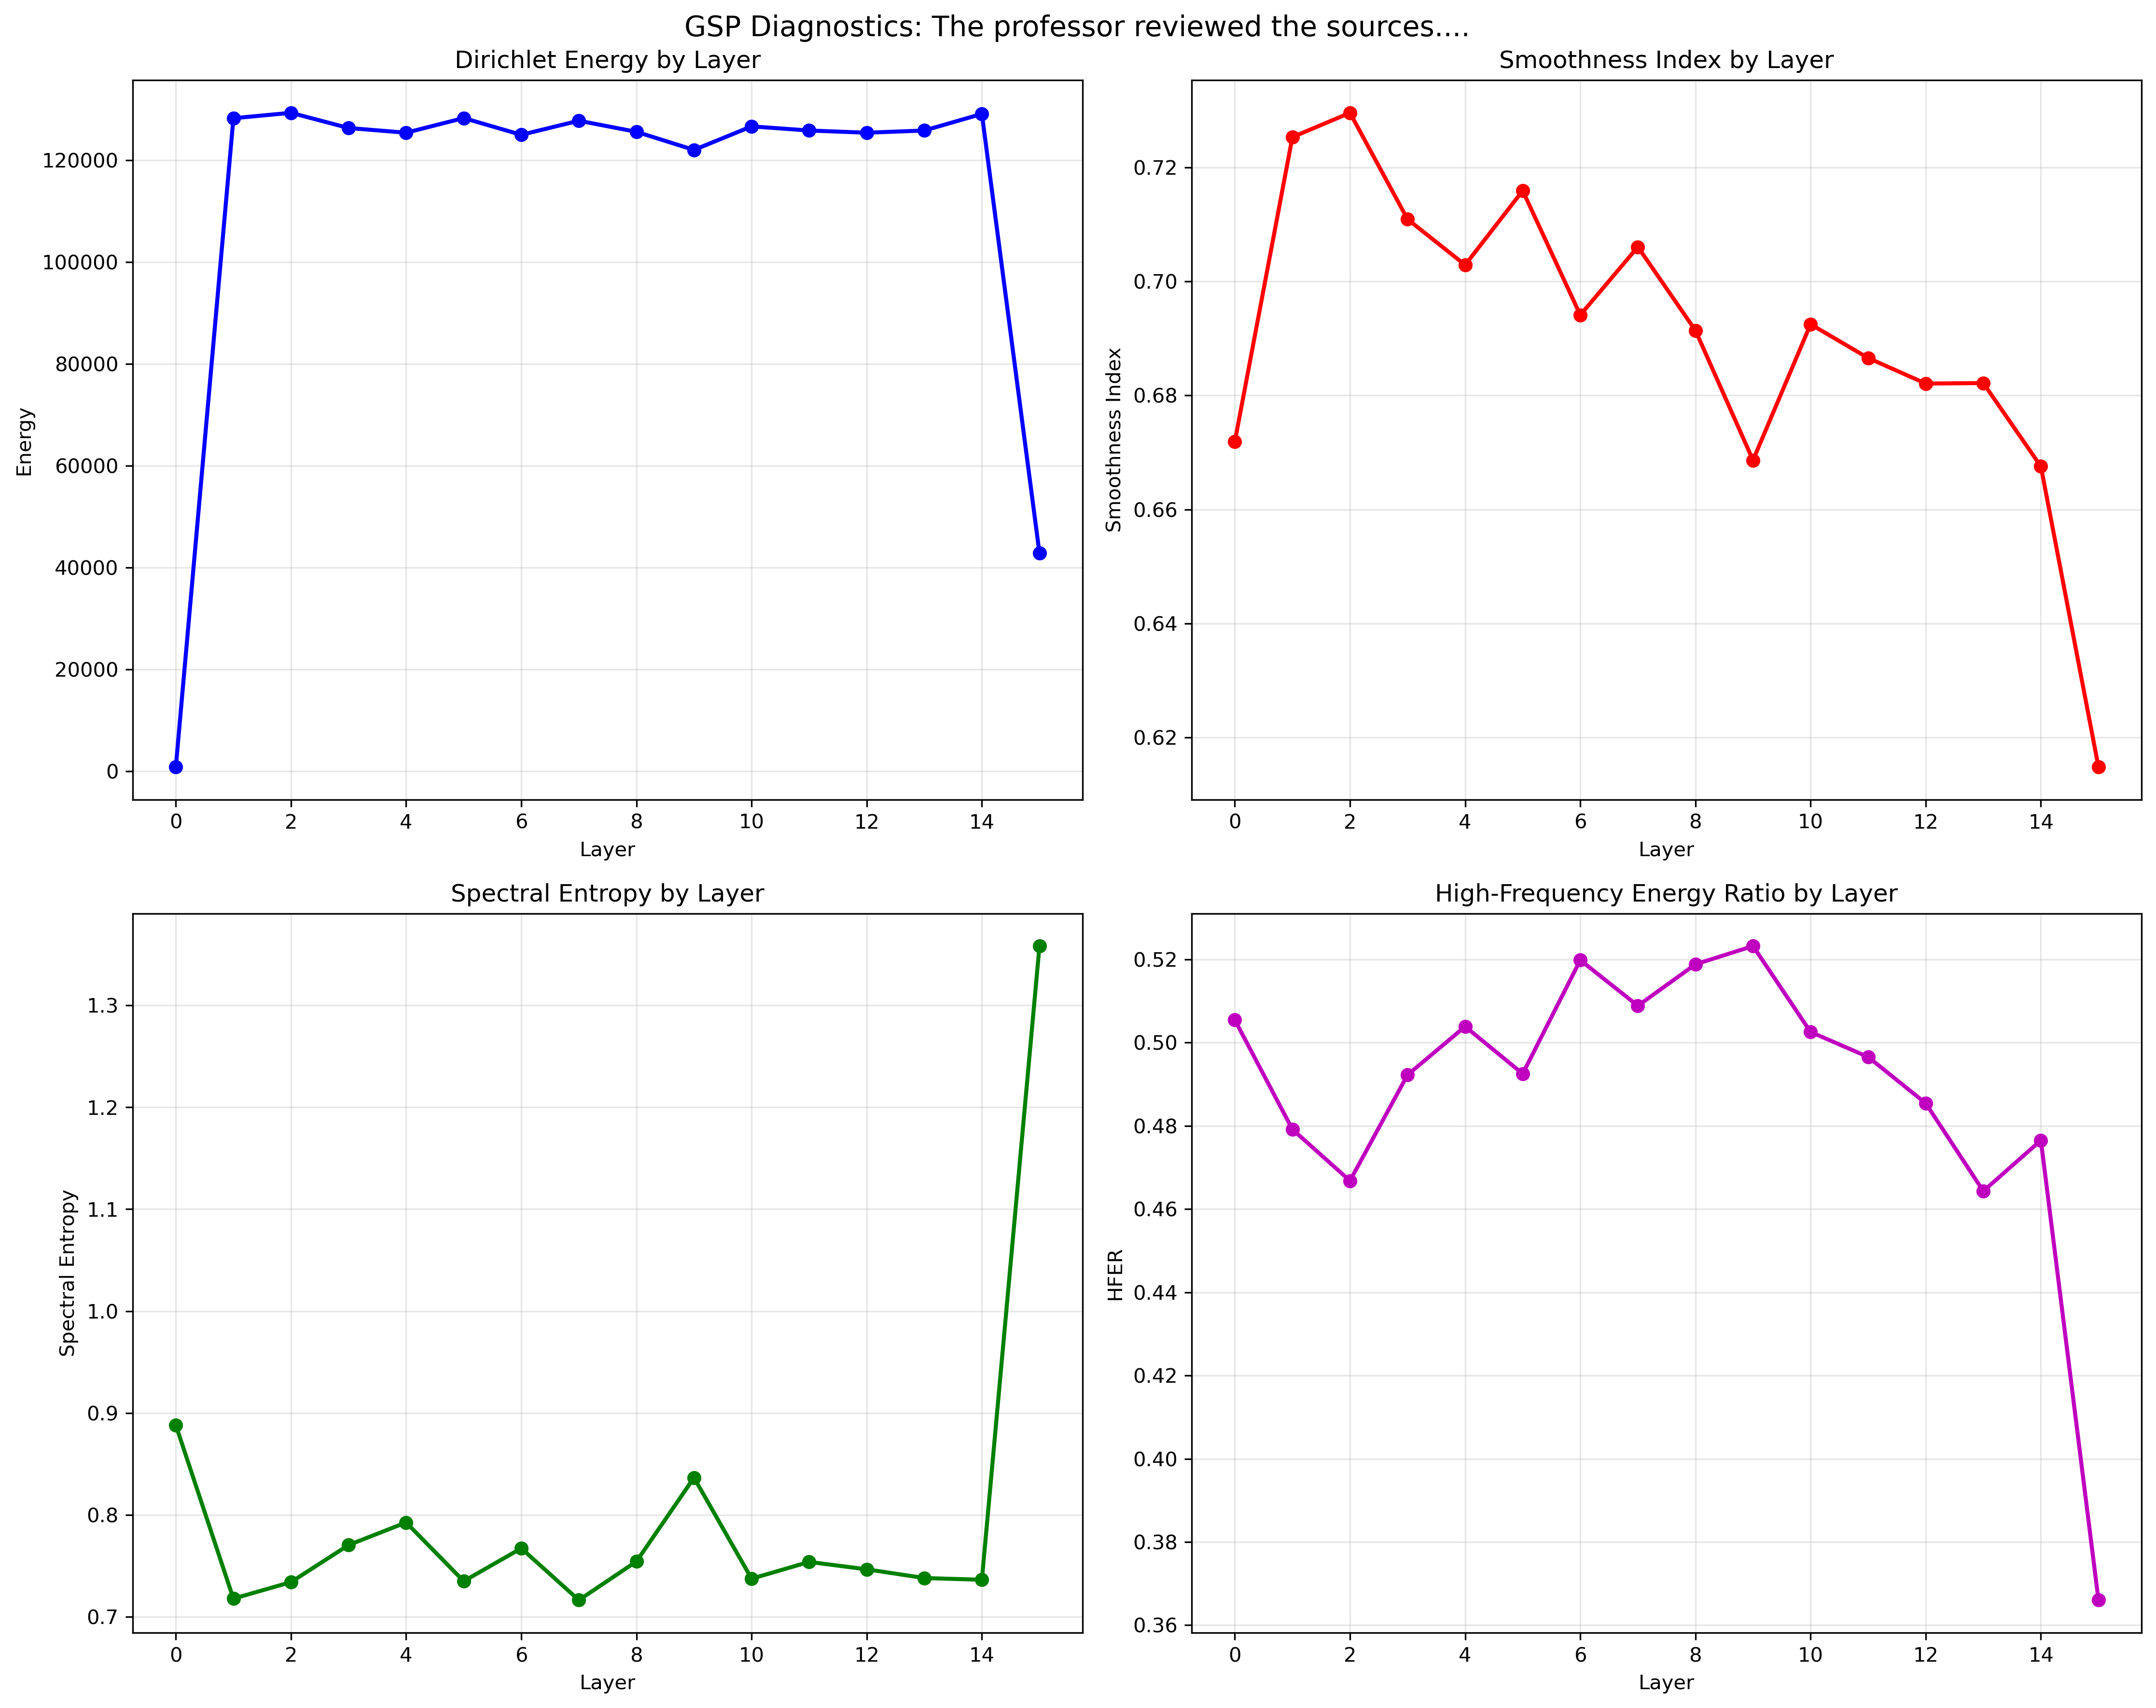 GSP Diagnostics: The professor reviewed the sources....
Dirichlet Energy by Layer
Energy
120000
100000
80000
60000
40000
20000
0
0 2 4 6 8 10 12 14
Layer
Smoothness Index by Layer
Smoothness Index
0.72
0.70
0.68
0.66
0.64
0.62
0 2 4 6 8 10 12 14
Layer
Spectral Entropy by Layer
Spectral Entropy
1.3
1.2
1.1
1.0
0.9
0.8
0.7
0 2 4 6 8 10 12 14
Layer
High-Frequency Energy Ratio by Layer
HFER
0.52
0.50
0.48
0.46
0.44
0.42
0.40
0.38
0.36
0 2 4 6 8 10 12 14
Layer